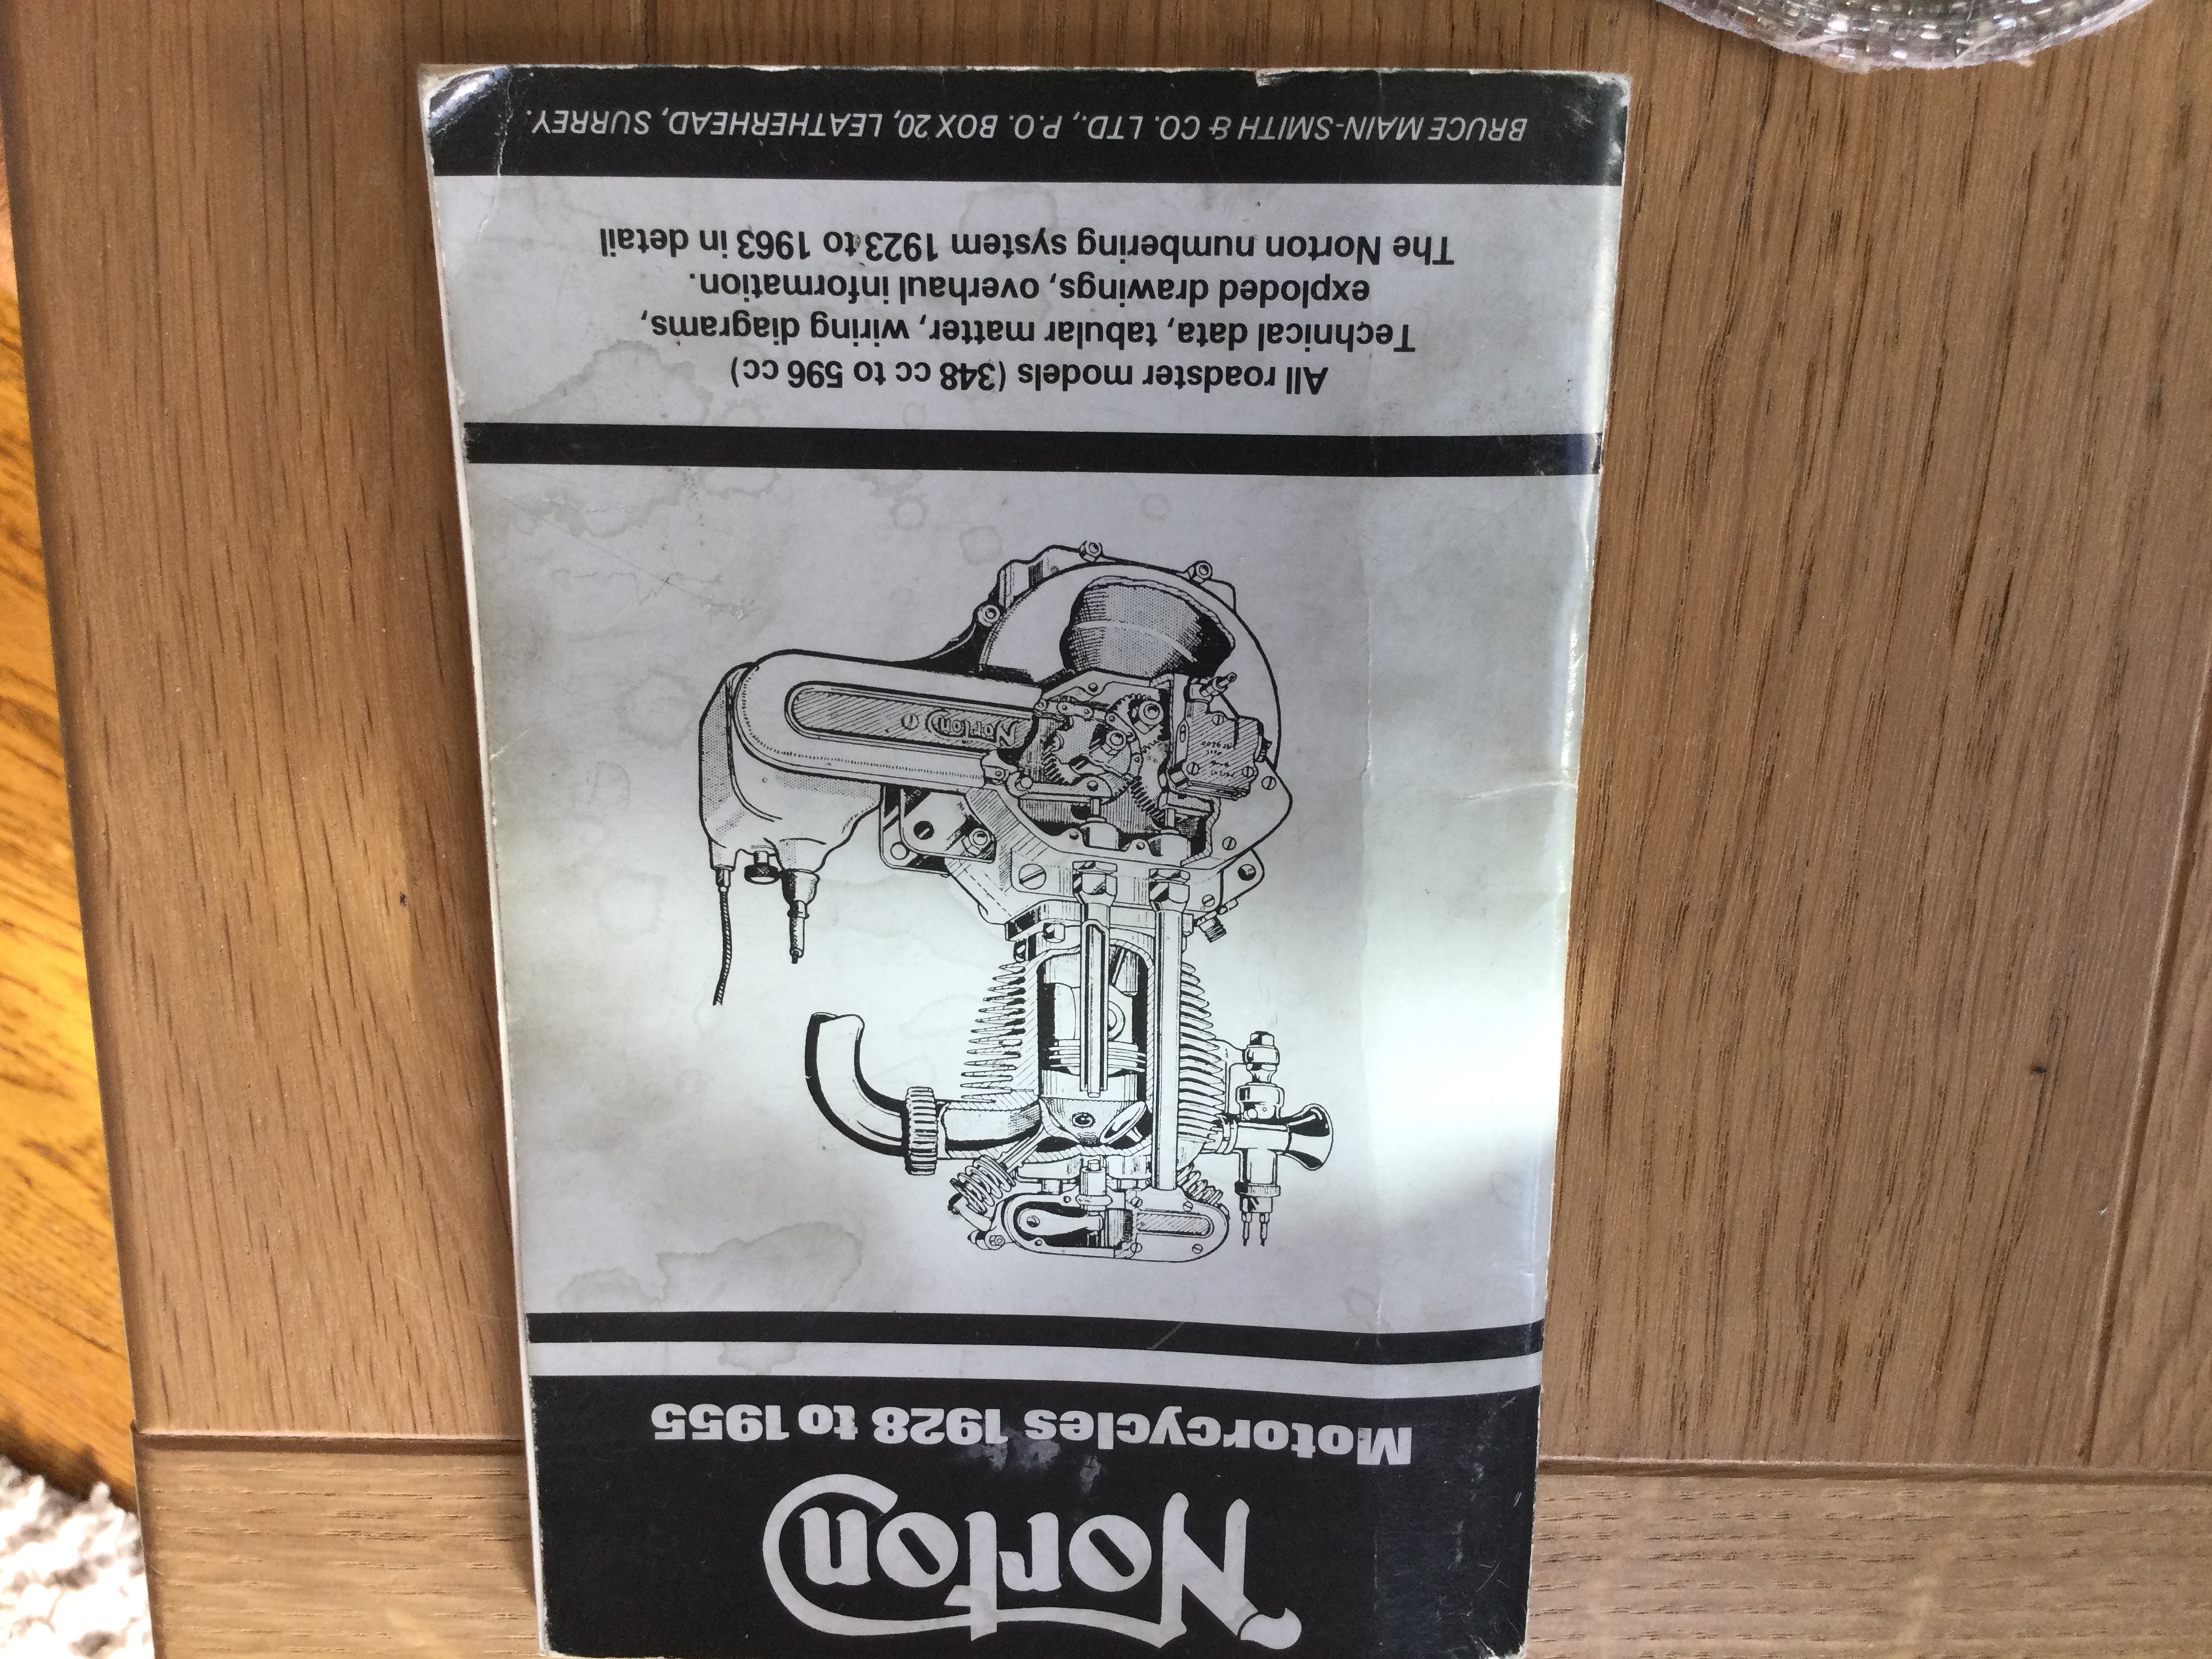 Norton
Motorcycles 1928 to 1955
Norton
All roadster models (348 cc to 596 cc)
Technical data, tabular matter, wiring diagrams,
exploded drawings, overhaul information.
The Norton numbering system 1923 to 1963 in detail
BRUCE MAIN-SMITH & CO. LTD., P.O. BOX 20, LEATHERHEAD, SURREY.